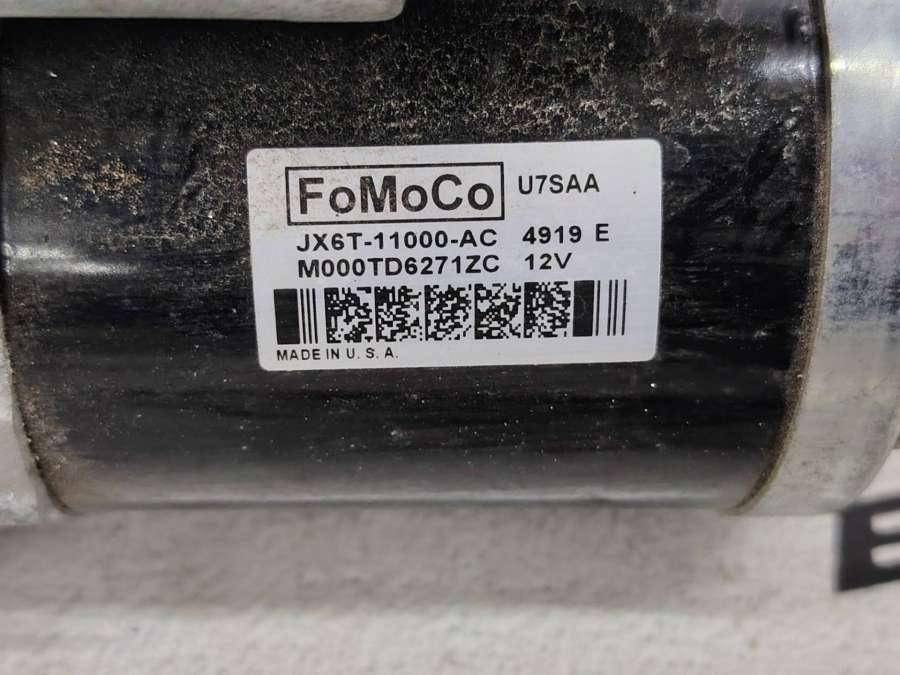 FoMoCo U7SAA
JX6T-11000-AC 4919 E
M000TD6271ZC 12V
MADE IN U. S. A.